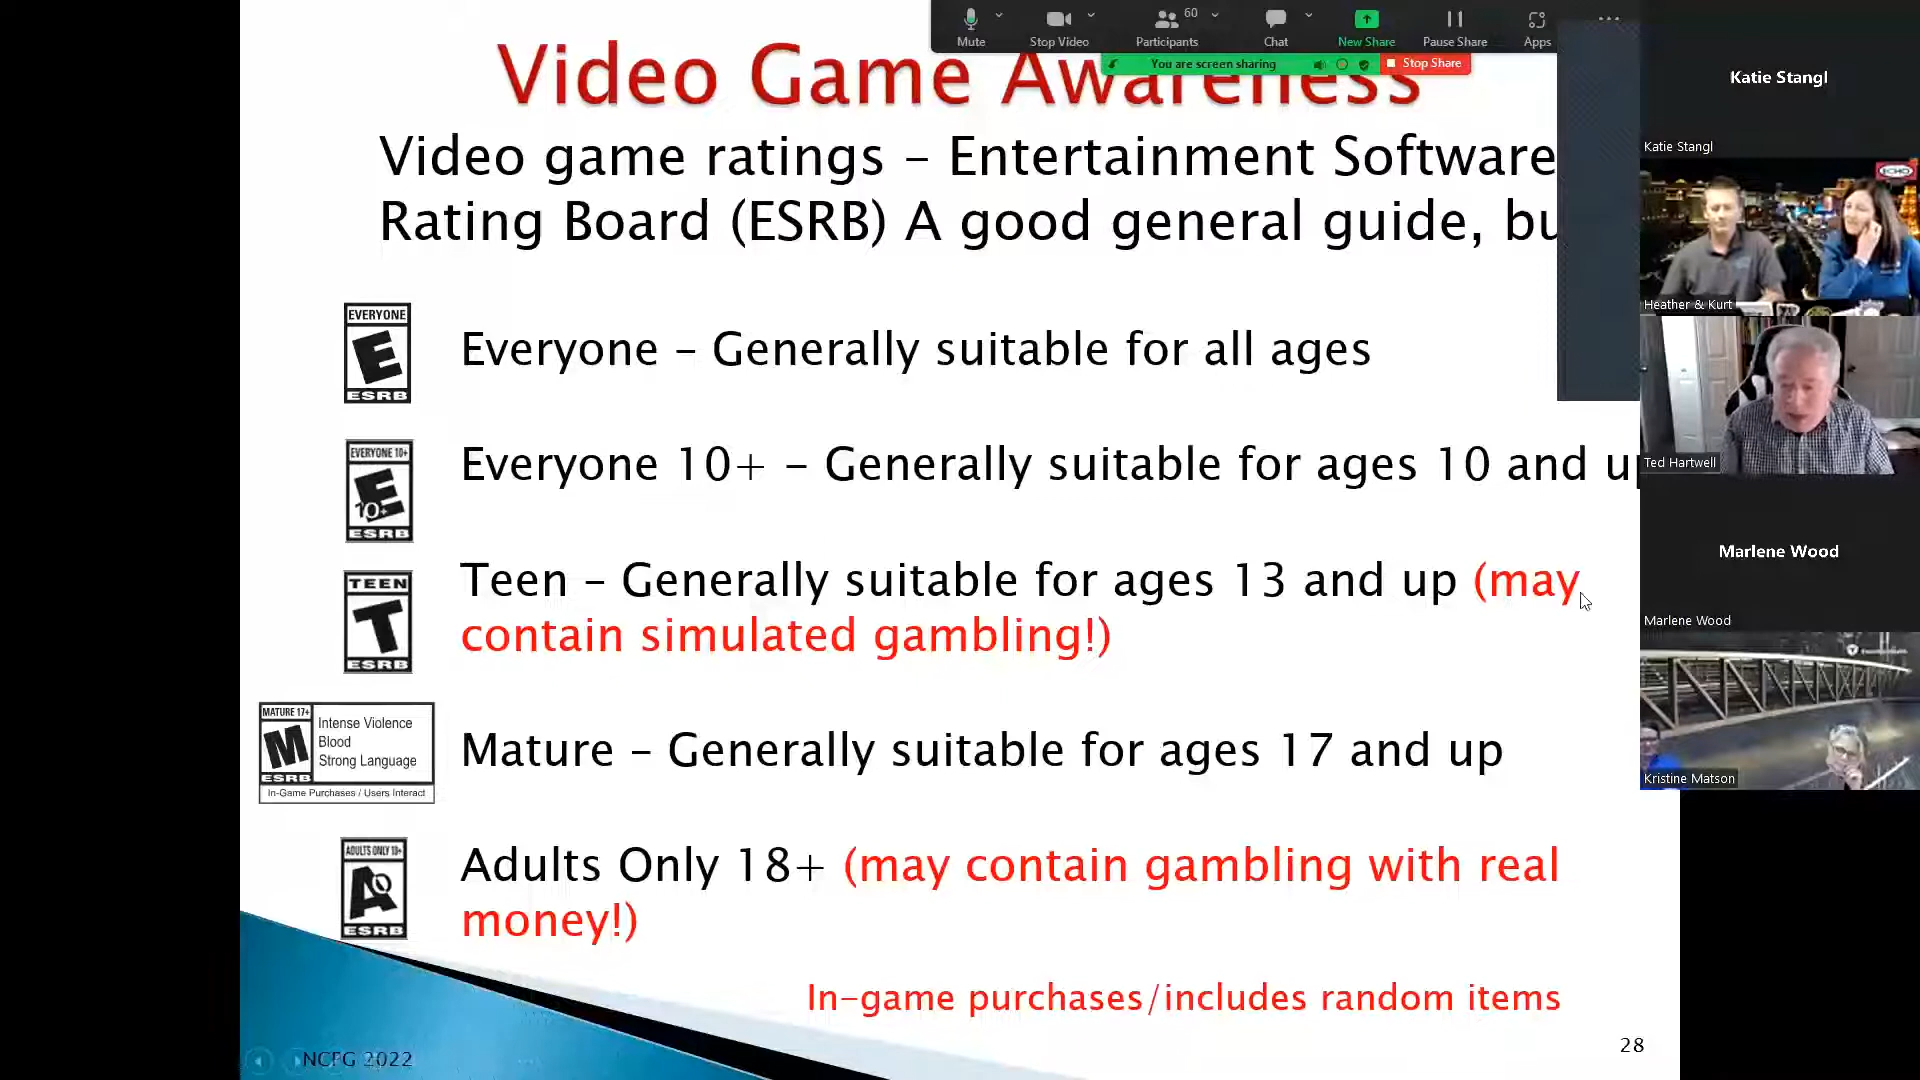 Mute
Stop Video
60
Participants
Chat
New Share
Pause Share
Apps
You are screen sharing
Stop Share
Video Game Awareness
Video game ratings – Entertainment Software
Rating Board (ESRB) A good general guide, bu
EVERYONE
E
ESRB
Everyone – Generally suitable for all ages
EVERYONE 10+
E
10+
ESRB
Everyone 10+ – Generally suitable for ages 10 and up
TEEN
T
ESRB
Teen – Generally suitable for ages 13 and up (may
contain simulated gambling!)
MATURE 17+
M
ESRB
Intense Violence
Blood
Strong Language
In-Game Purchases / Users Interact
Mature – Generally suitable for ages 17 and up
ADULTS ONLY 18+
AO
ESRB
Adults Only 18+ (may contain gambling with real
money!)
In-game purchases/includes random items
NCPG 2022
28
Katie Stangl
Katie Stangl
ECHO
Heather & Kurt
Ted Hartwell
Marlene Wood
Marlene Wood
Kristine Matson